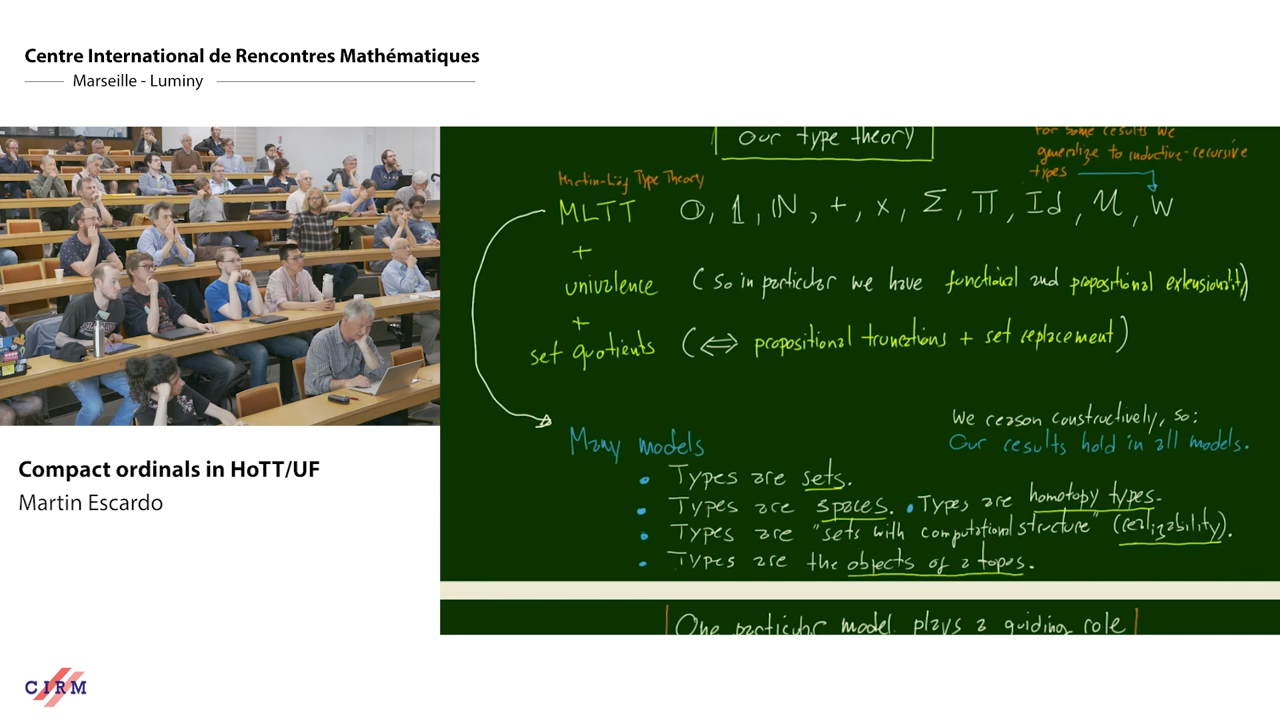 Centre International de Rencontres Mathématiques
Marseille - Luminy
Our type theory
For some results we
generalize to inductive-recursive
types
Martin-Löf Type Theory
MLTT 𝟘, 𝟙, ℕ, +, ×, Σ, Π, Id, U, W
+
univalence (so in particular we have functional and propositional extensionality)
+
set quotients (⟺ propositional truncations + set replacement)
We reason constructively, so:
Our results hold in all models.
Many models
• Types are sets.
• Types are spaces. • Types are homotopy types.
• Types are "sets with computational structure" (realizability).
• Types are the objects of a topos.
One particular model plays a guiding role
Compact ordinals in HoTT/UF
Martin Escardo
CIRM